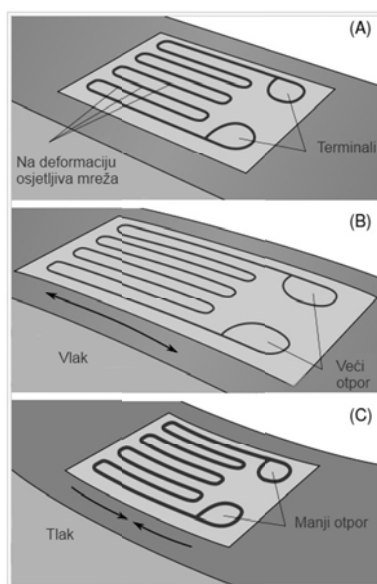 (A)
Na deformaciju
osjetljiva mreža
Terminali
(B)
Vlak
Veći
otpor
(C)
Tlak
Manji otpor